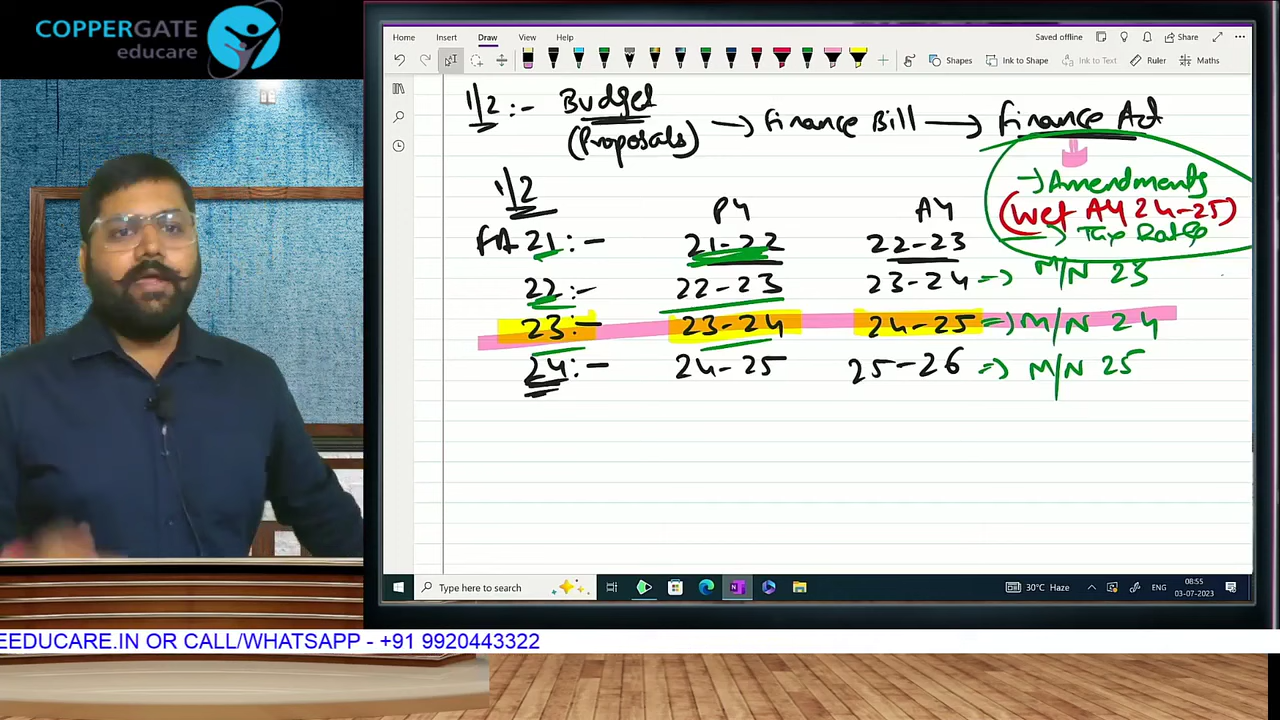 COPPERGATE
educare
Home Insert Draw View Help
Saved offline
Share
Shapes
Ink to Shape
Ink to Text
Ruler
Maths
1/2 :- Budget (Proposals) → Finance Bill → Finance Act
→ Amendments
(wef AY 24-25)
→ Tax Rates
1/2
PY AY
FA 21 :- 21-22 22-23
22 :- 22-23 23-24 => M/N 23
23 :- 23-24 24-25 => M/N 24
24 :- 24-25 25-26 => M/N 25
Type here to search
30°C Haze
ENG
08:55
03-07-2023
EEDUCARE.IN OR CALL/WHATSAPP - +91 9920443322